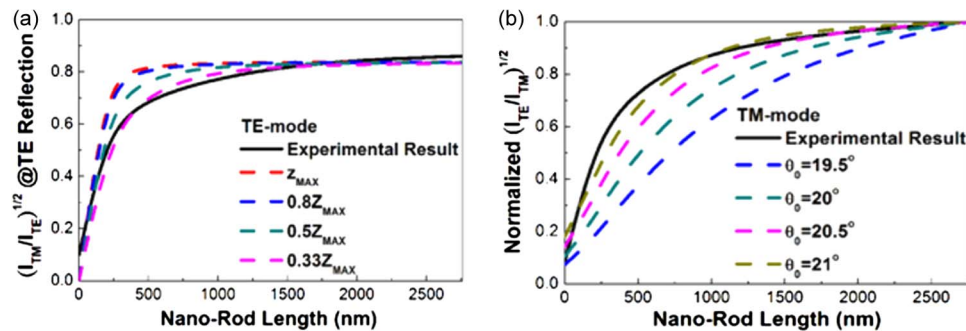 (a)
(I_TM/I_TE)^1/2 @TE Reflection
1.0
0.8
0.6
0.4
0.2
0.0
TE-mode
Experimental Result
z_MAX
0.8Z_MAX
0.5Z_MAX
0.33Z_MAX
0 500 1000 1500 2000 2500
Nano-Rod Length (nm)
(b)
Normalized (I_TE/I_TM)^1/2
1.0
0.8
0.6
0.4
0.2
0.0
TM-mode
Experimental Result
θ₀=19.5°
θ₀=20°
θ₀=20.5°
θ₀=21°
0 500 1000 1500 2000 2500
Nano-Rod Length (nm)